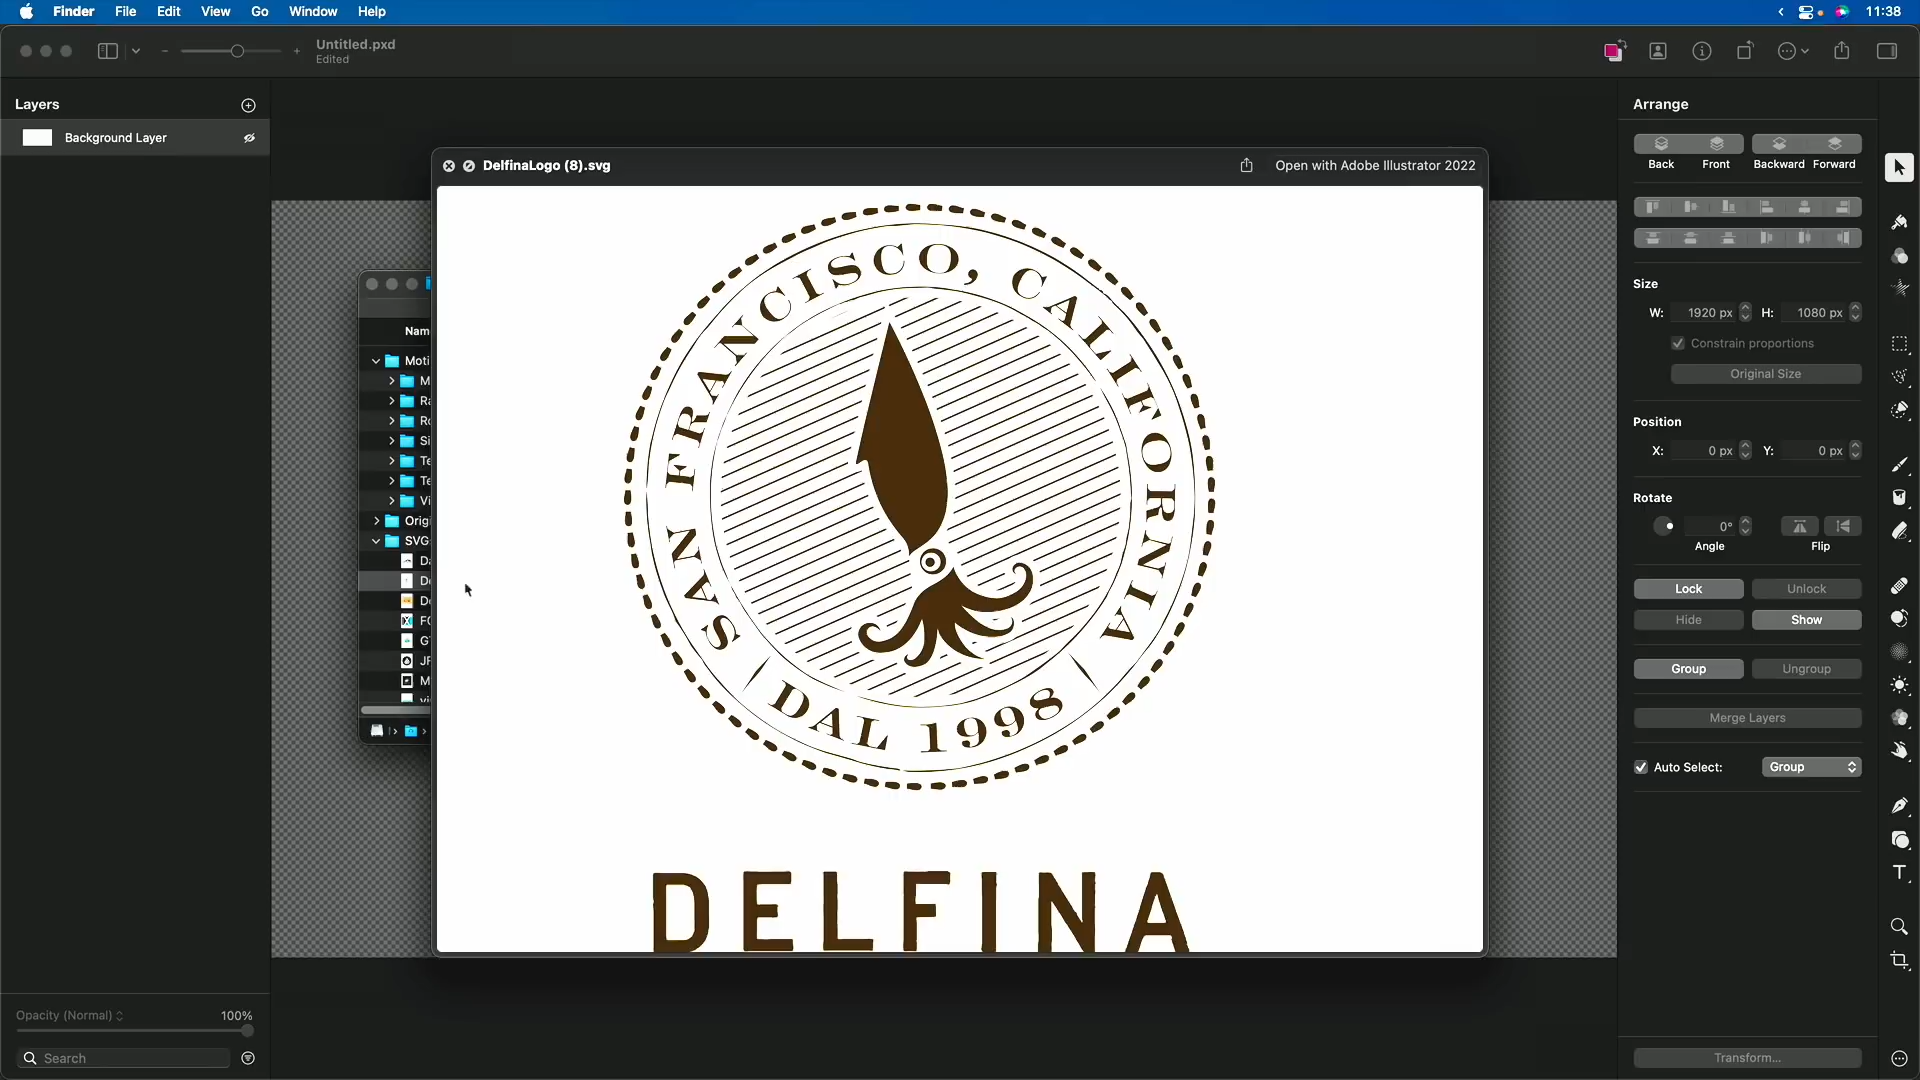 Finder File Edit View Go Window Help 11:38
Untitled.pxd
Edited
Layers
Background Layer
Opacity (Normal) 100%
Search
Name
Moti
Origi
SVG
DelfinaLogo (8).svg
Open with Adobe Illustrator 2022
SAN FRANCISCO, CALIFORNIA
DAL 1998
DELFINA
Arrange
Back Front Backward Forward
Size
W: 1920 px H: 1080 px
Constrain proportions
Original Size
Position
X: 0 px Y: 0 px
Rotate
0°
Angle Flip
Lock Unlock
Hide Show
Group Ungroup
Merge Layers
Auto Select: Group
Transform...